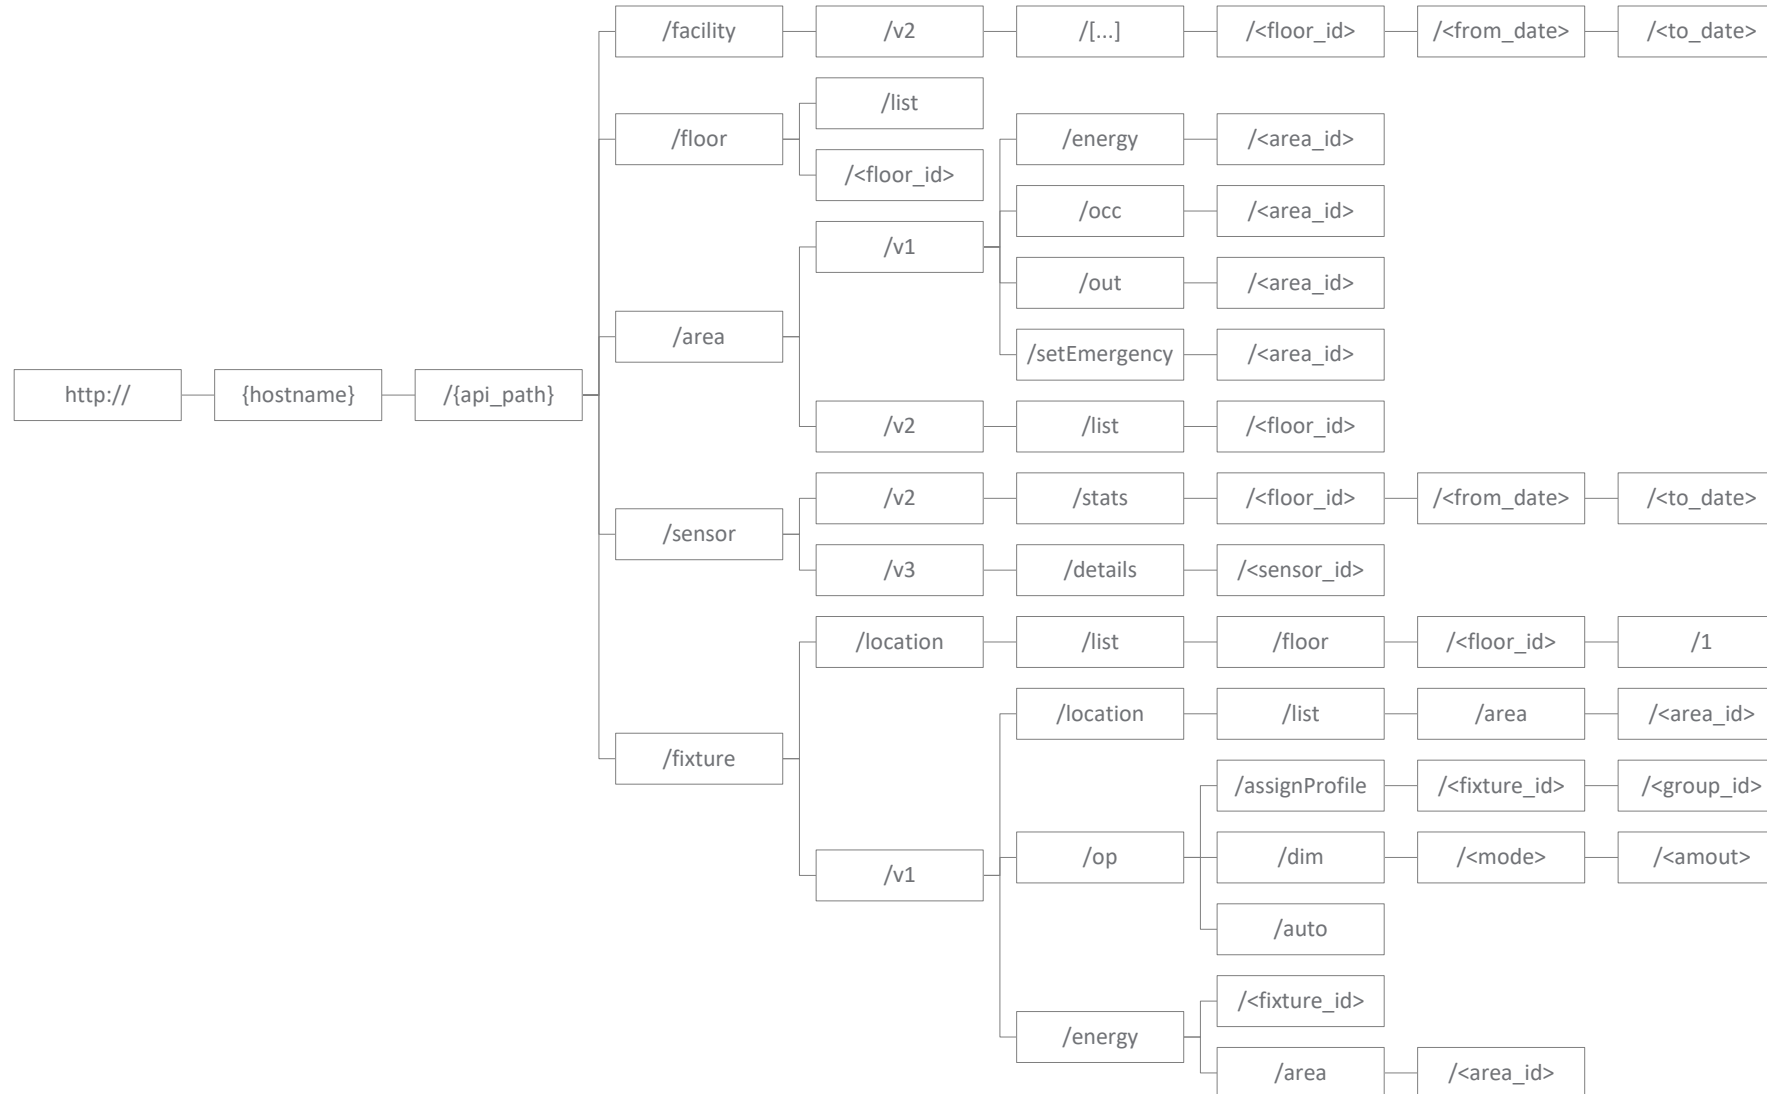 /facility /v2 /[...] /<floor_id> /<from_date> /<to_date>
/list
/floor /energy /<area_id>
/<floor_id>
/occ /<area_id>
/v1
/out /<area_id>
/area
/setEmergency /<area_id>
http:// {hostname} /{api_path}
/v2 /list /<floor_id>
/v2 /stats /<floor_id> /<from_date> /<to_date>
/sensor
/v3 /details /<sensor_id>
/location /list /floor /<floor_id> /1
/location /list /area /<area_id>
/fixture
/assignProfile /<fixture_id> /<group_id>
/op /dim /<mode> /<amout>
/v1
/auto
/<fixture_id>
/energy
/area /<area_id>